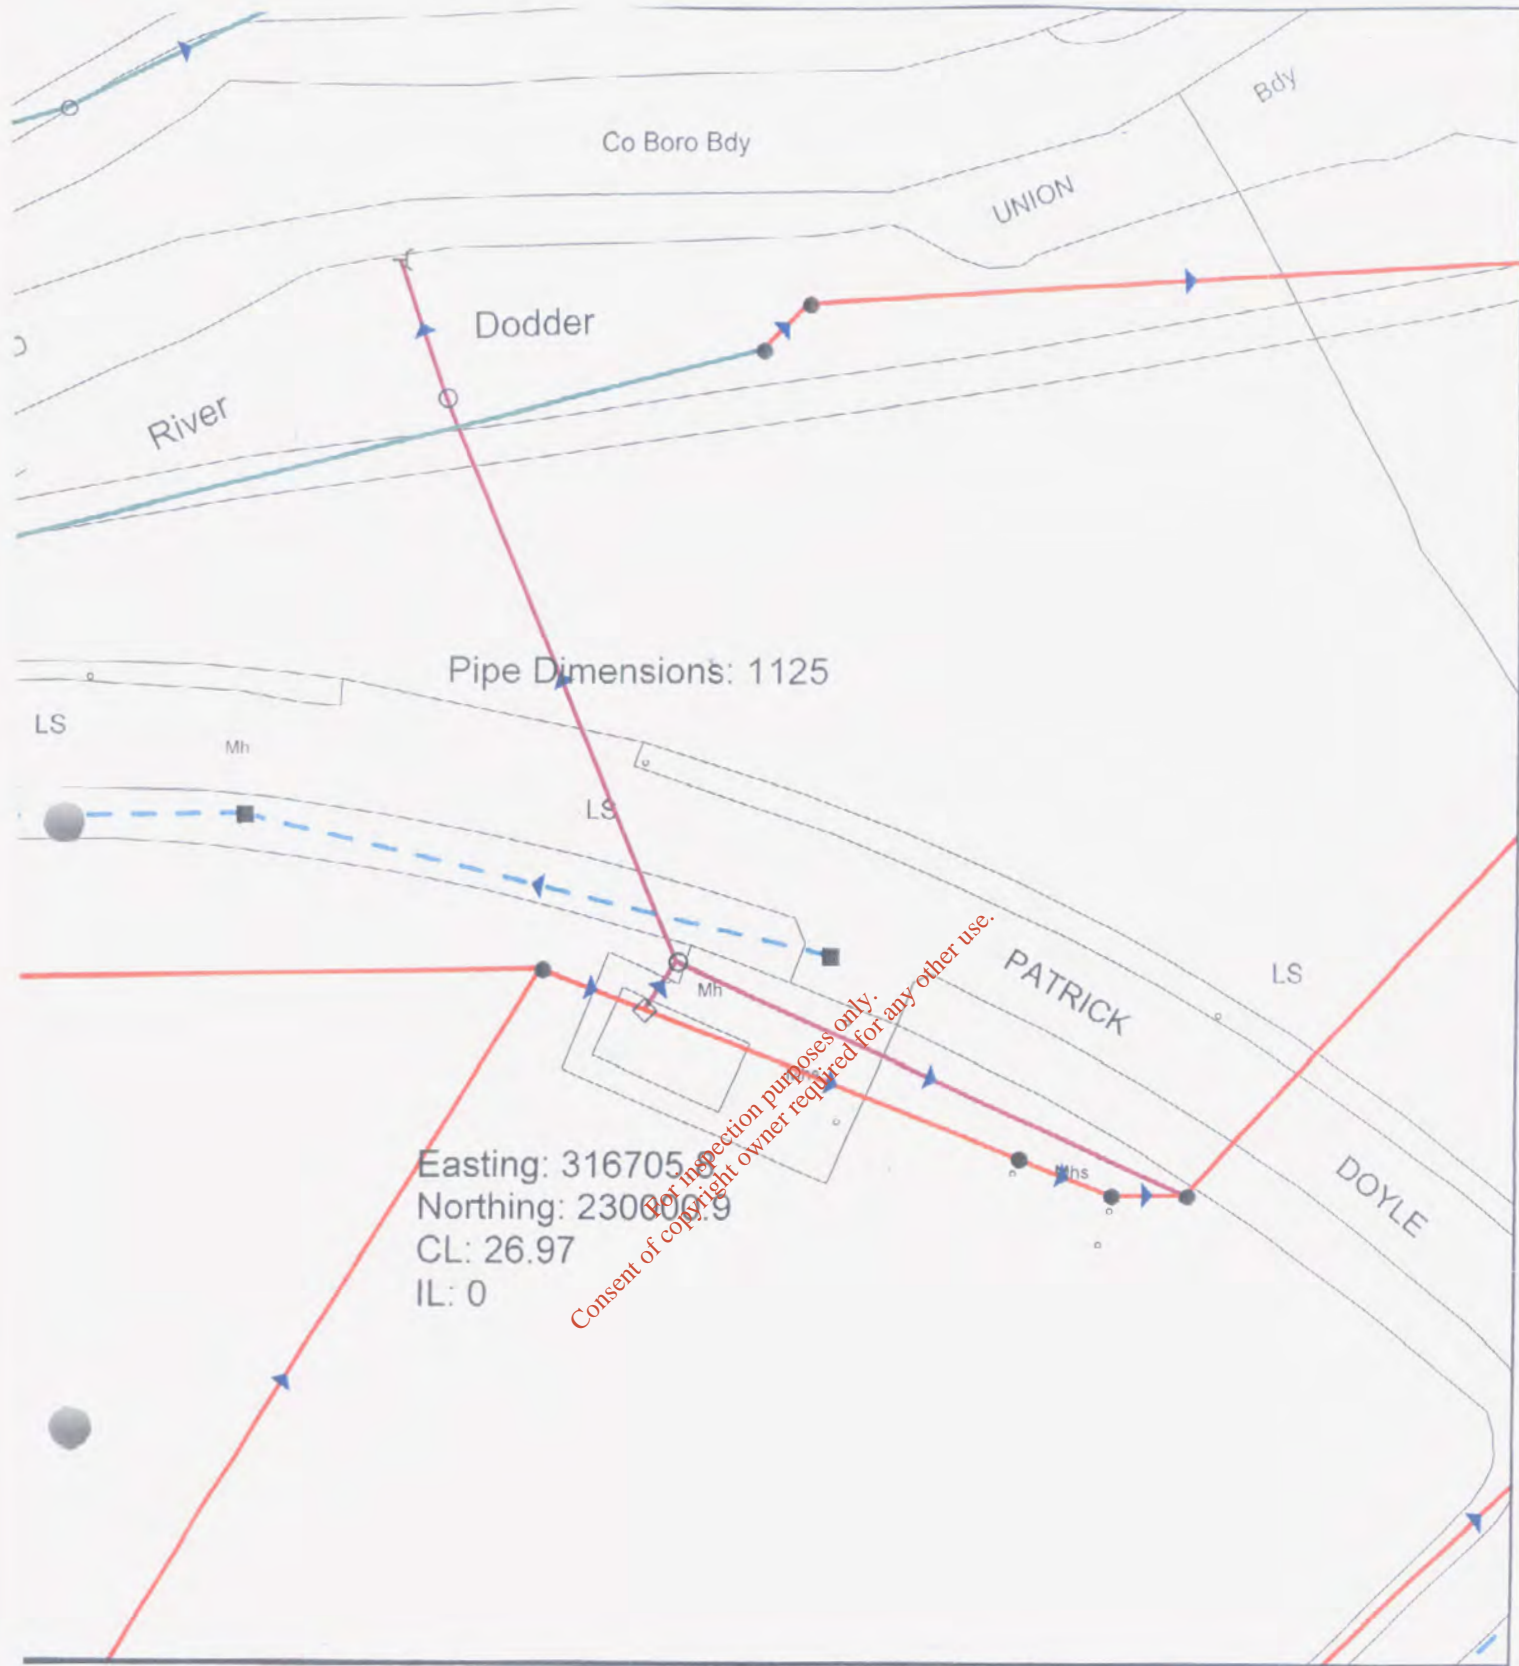 Bdy
Co Boro Bdy
UNION
Dodder
River
Pipe Dimensions: 1125
LS
Mh
LS
PATRICK
LS
Mh
Mhs
DOYLE
Easting: 316705.8
Northing: 230000.9
CL: 26.97
IL: 0
For inspection purposes only.
Consent of copyright owner required for any other use.